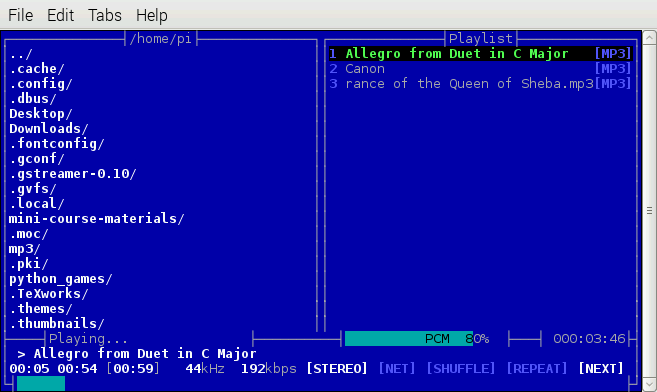 File Edit Tabs Help
/home/pi
../
.cache/
.config/
.dbus/
Desktop/
Downloads/
.fontconfig/
.gconf/
.gstreamer-0.10/
.gvfs/
.local/
mini-course-materials/
.moc/
mp3/
.pki/
python_games/
.TeXworks/
.themes/
.thumbnails/
Playlist
1 Allegro from Duet in C Major [MP3]
2 Canon [MP3]
3 rance of the Queen of Sheba.mp3[MP3]
Playing... PCM 80% 000:03:46
> Allegro from Duet in C Major
00:05 00:54 [00:59] 44kHz 192kbps [STEREO] [NET] [SHUFFLE] [REPEAT] [NEXT]